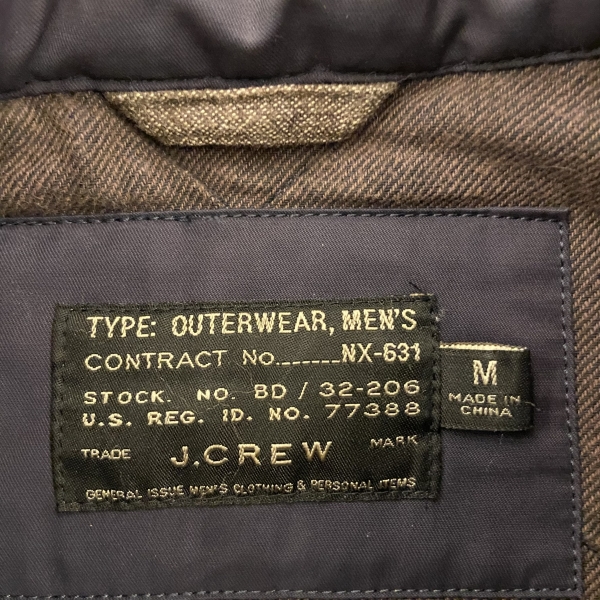 TYPE: OUTERWEAR, MEN'S
CONTRACT No._______NX-631
STOCK. NO. BD / 32-206
U.S. REG. ID. NO. 77388
TRADE J.CREW MARK
GENERAL ISSUE MEN'S CLOTHING & PERSONAL ITEMS
M
MADE IN
CHINA